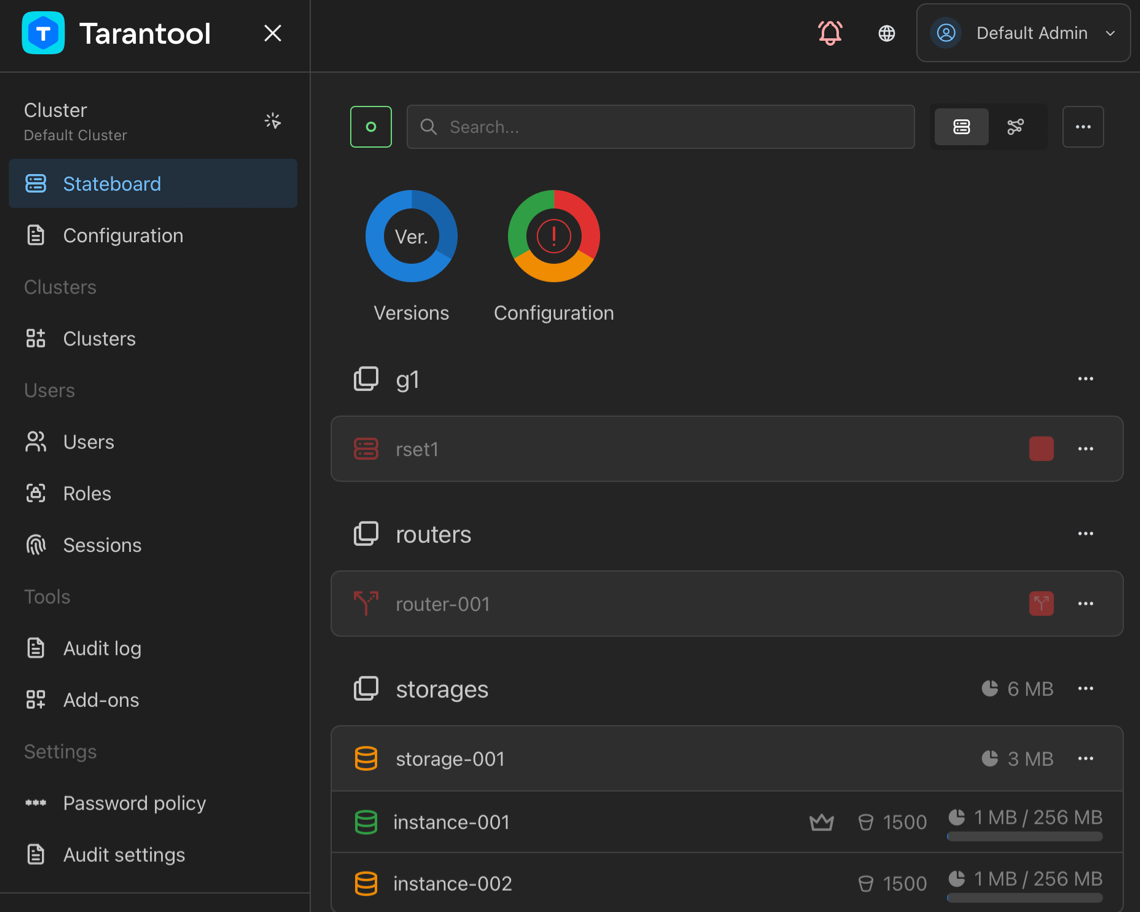 Tarantool
Default Admin
Cluster
Default Cluster
Search...
Stateboard
Configuration
Clusters
Clusters
Users
Users
Roles
Sessions
Tools
Audit log
Add-ons
Settings
Password policy
Audit settings
Ver.
Versions
Configuration
g1
rset1
routers
router-001
storages
6 MB
storage-001
3 MB
instance-001
1500
1 MB / 256 MB
instance-002
1500
1 MB / 256 MB